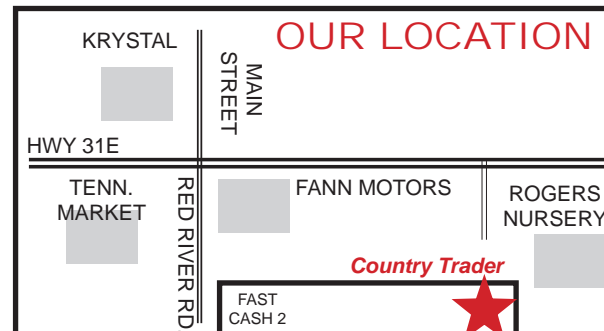 OUR LOCATION
KRYSTAL
MAIN
STREET
HWY 31E
TENN.
MARKET
RED RIVER RD.
FANN MOTORS
ROGERS
NURSERY
Country Trader
FAST
CASH 2